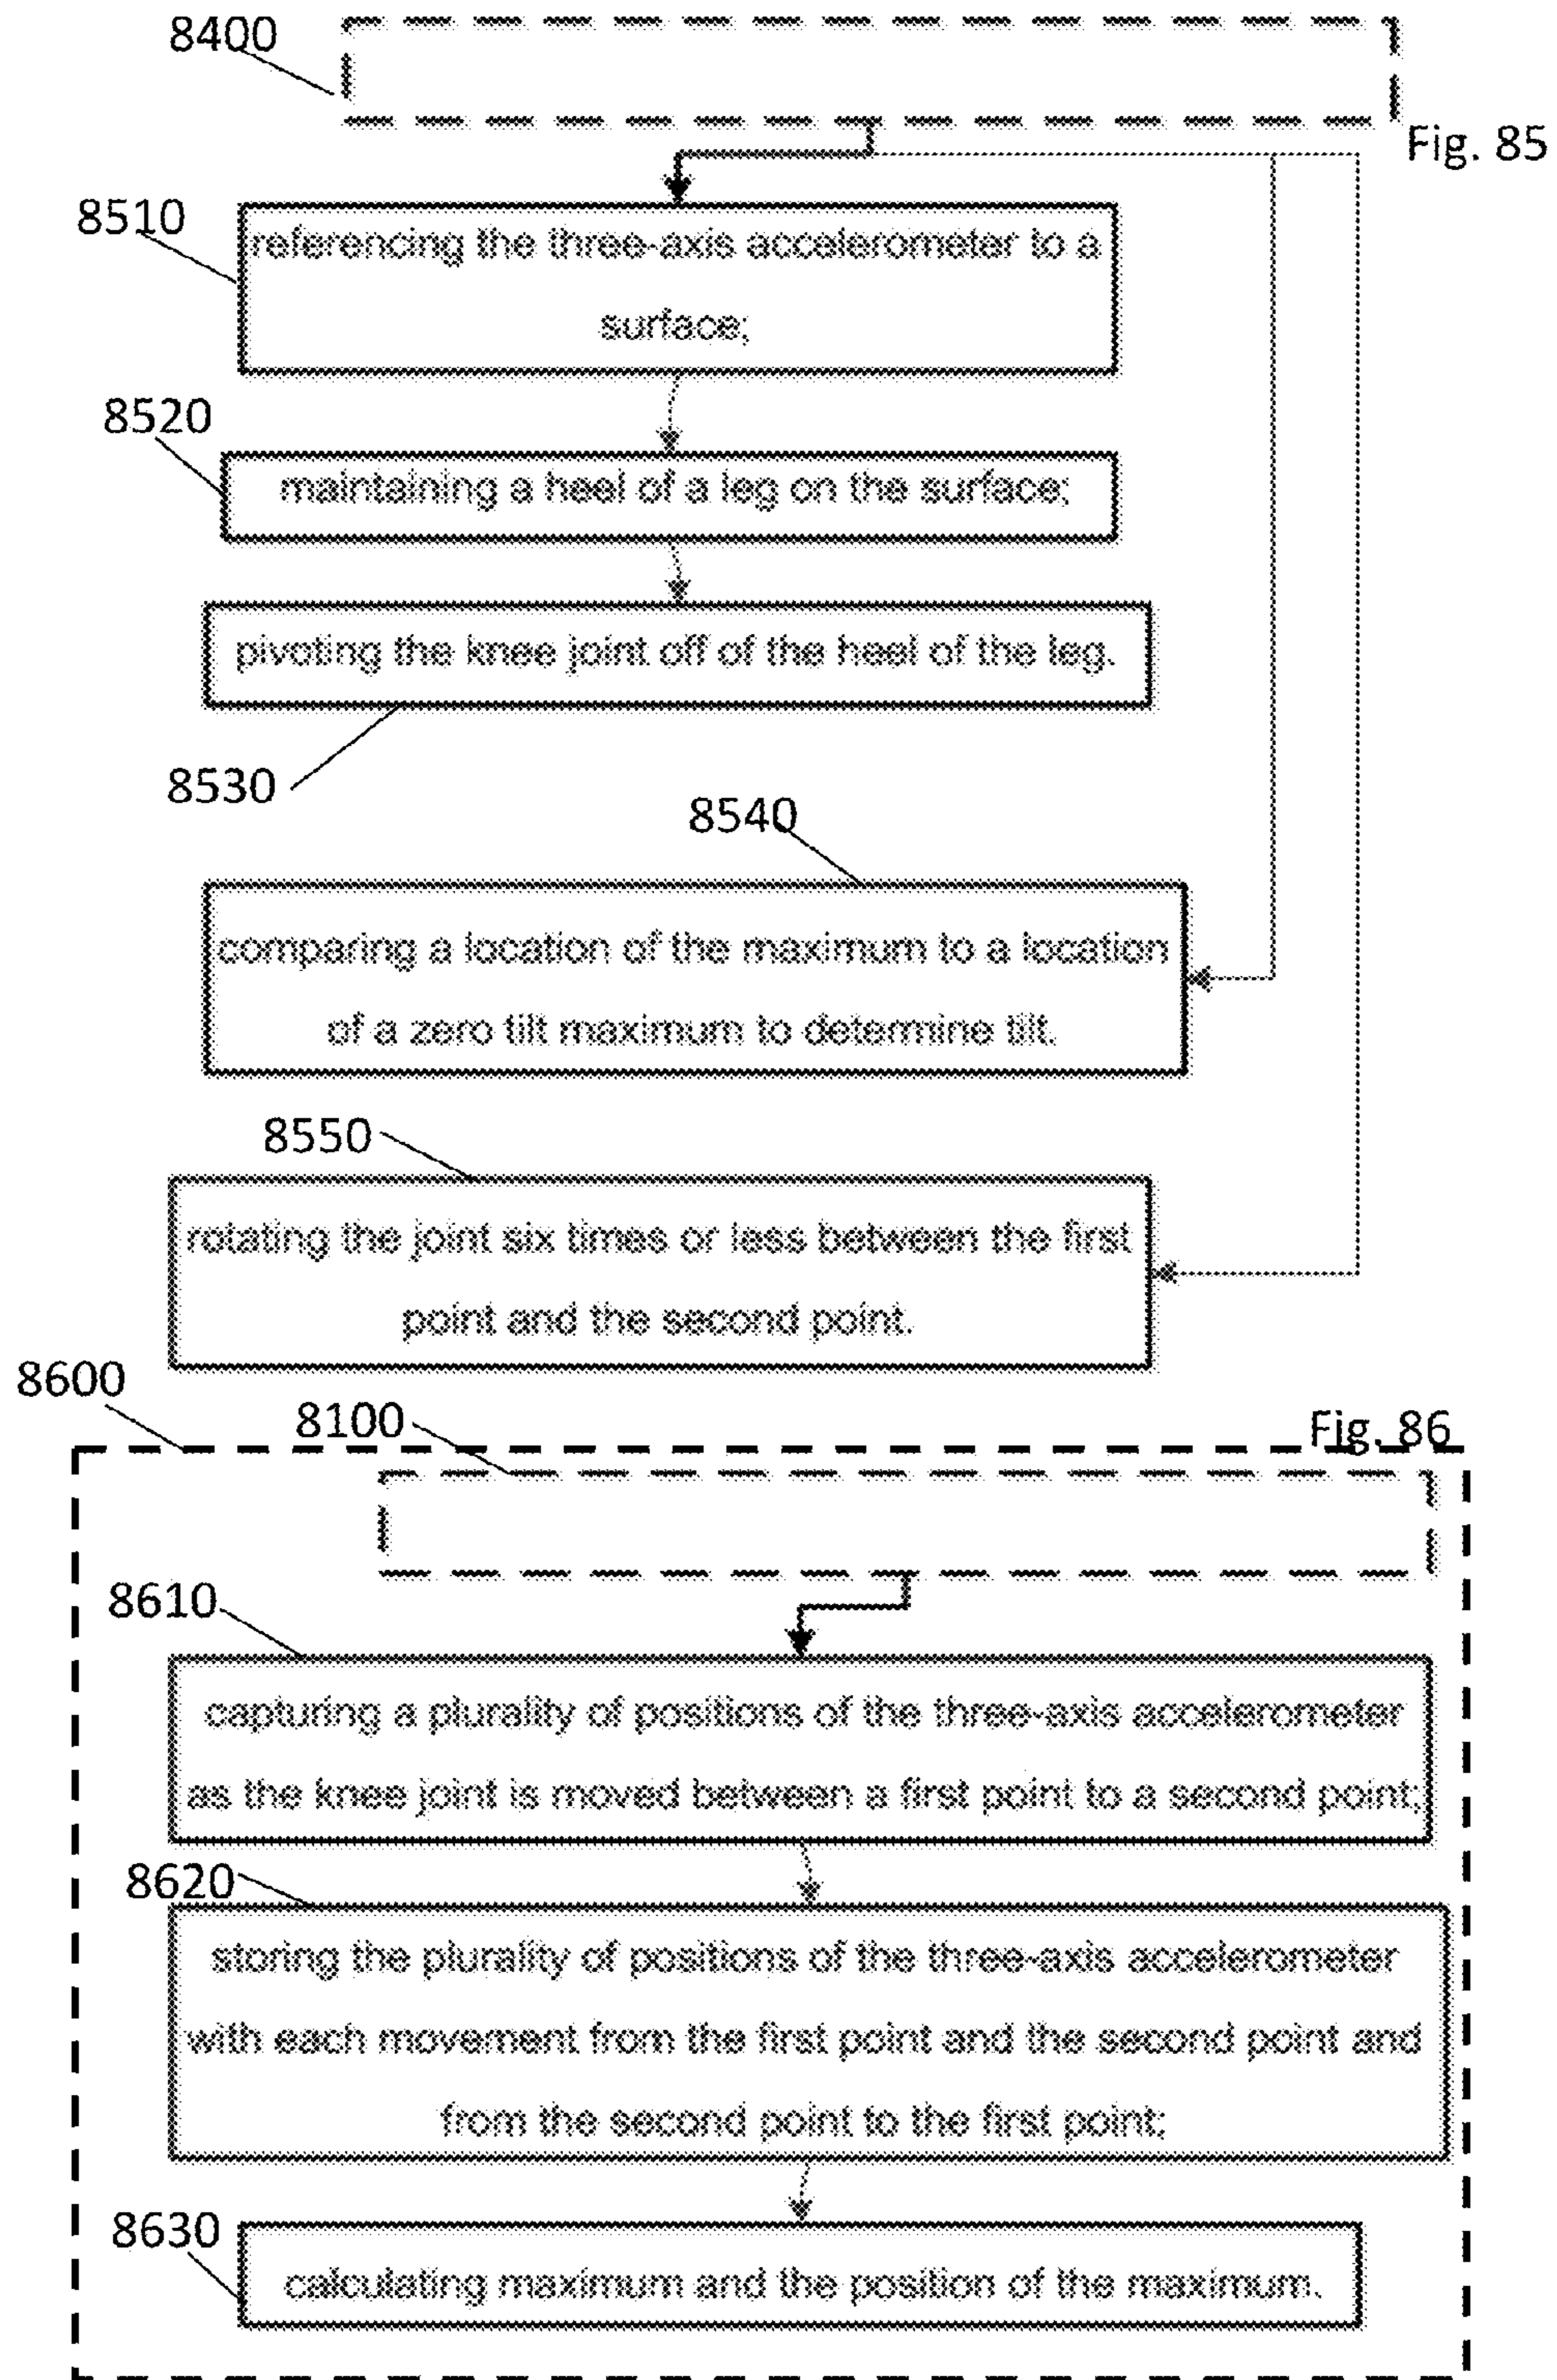 8400
Fig. 85
8510
referencing the three-axis accelerometer to a
surface;
8520
maintaining a heel of a leg on the surface;
pivoting the knee joint off of the heel of the leg.
8530
8540
comparing a location of the maximum to a location
of a zero tilt maximum to determine tilt.
8550
rotating the joint six times or less between the first
point and the second point.
8600
8100
Fig. 86
8610
capturing a plurality of positions of the three-axis accelerometer
as the knee joint is moved between a first point to a second point;
8620
storing the plurality of positions of the three-axis accelerometer
with each movement from the first point and the second point and
from the second point to the first point;
8630
calculating maximum and the position of the maximum.